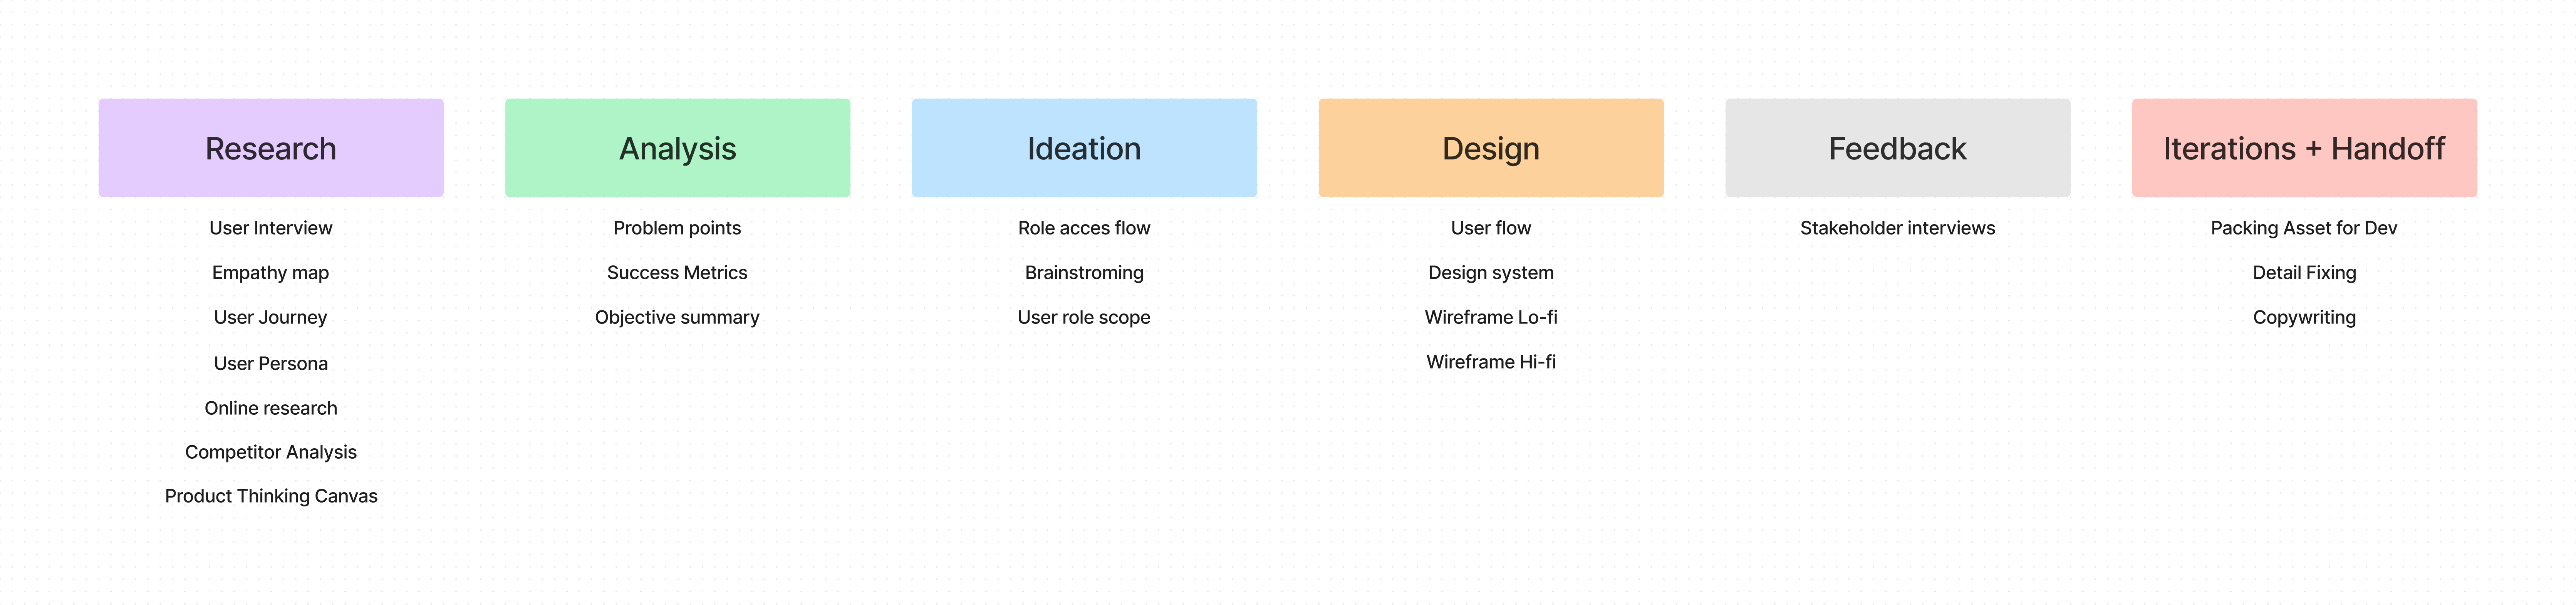 Research
User Interview
Empathy map
User Journey
User Persona
Online research
Competitor Analysis
Product Thinking Canvas
Analysis
Problem points
Success Metrics
Objective summary
Ideation
Role acces flow
Brainstroming
User role scope
Design
User flow
Design system
Wireframe Lo-fi
Wireframe Hi-fi
Feedback
Stakeholder interviews
Iterations + Handoff
Packing Asset for Dev
Detail Fixing
Copywriting